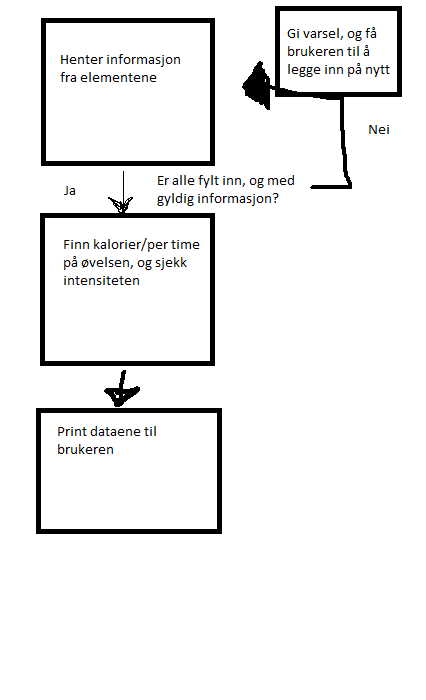 Henter informasjon
fra elementene
Gi varsel, og få
brukeren til å
legge inn på nytt
Nei
Er alle fylt inn, og med
gyldig informasjon?
Ja
Finn kalorier/per time
på øvelsen, og sjekk
intensiteten
Print dataene til
brukeren